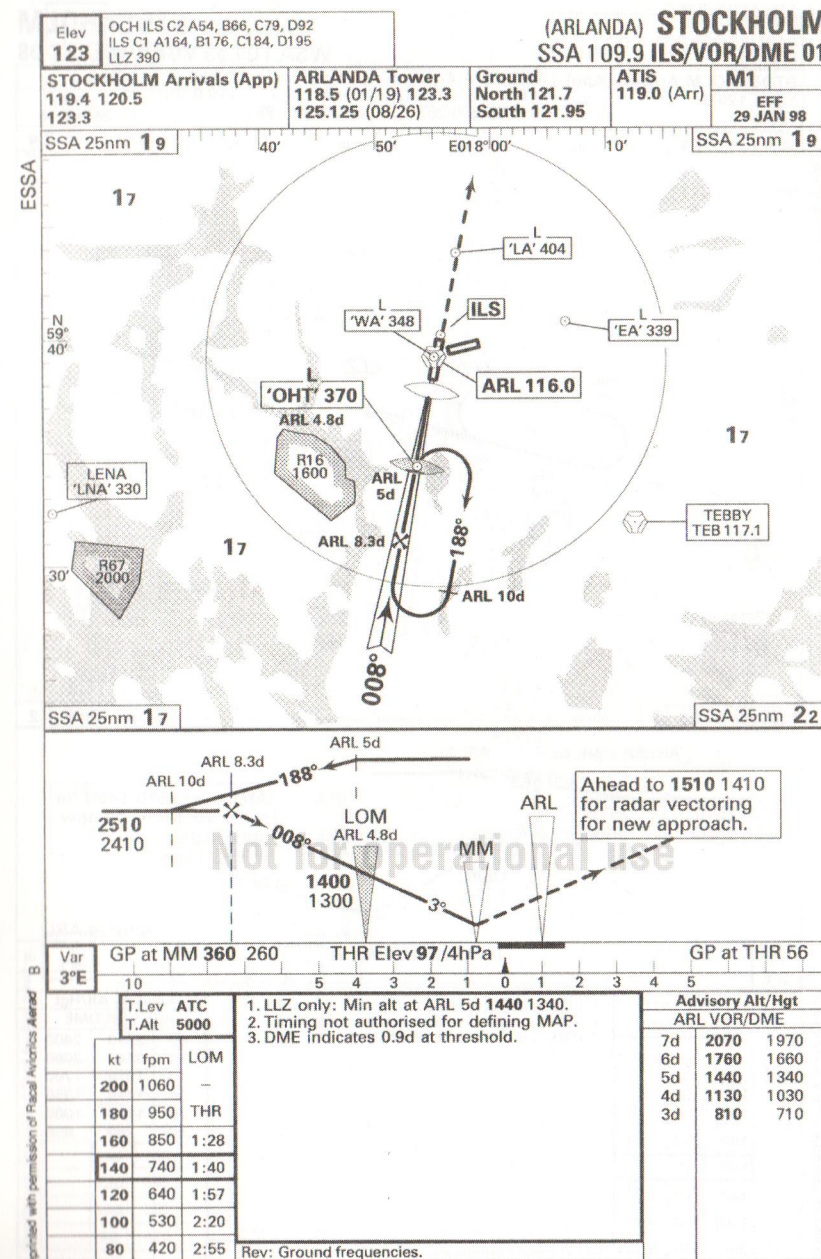 Elev
123
OCH ILS C2 A54, B66, C79, D92
ILS C1 A164, B176, C184, D195
LLZ 390
(ARLANDA) STOCKHOLM
SSA 109.9 ILS/VOR/DME 01
STOCKHOLM Arrivals (App)
119.4 120.5
123.3
ARLANDA Tower
118.5 (01/19) 123.3
125.125 (08/26)
Ground
North 121.7
South 121.95
ATIS
119.0 (Arr)
M1
EFF
29 JAN 98
ESSA
SSA 25nm 19
40'
50'
E018°00'
10'
SSA 25nm 19
17
L
'LA' 404
N
59°
40'
L
'WA' 348
ILS
L
'EA' 339
L
'OHT' 370
ARL 4.8d
ARL 116.0
17
R16
1600
ARL
5d
LENA
'LNA' 330
TEBBY
TEB 117.1
ARL 8.3d
188°
17
30'
R67
2000
ARL 10d
008°
SSA 25nm 17
SSA 25nm 22
ARL 5d
ARL 8.3d
ARL 10d
188°
Ahead to 1510 1410
for radar vectoring
for new approach.
ARL
2510
2410
008°
LOM
ARL 4.8d
MM
Not for operational use
1400
1300
3°
Var
3°E
GP at MM 360 260
THR Elev 97/4hPa
GP at THR 56
10 5 4 3 2 1 0 1 2 3 4 5
T.Lev ATC
T.Alt 5000
1. LLZ only: Min alt at ARL 5d 1440 1340.
2. Timing not authorised for defining MAP.
3. DME indicates 0.9d at threshold.
Advisory Alt/Hgt
ARL VOR/DME
7d 2070 1970
6d 1760 1660
5d 1440 1340
4d 1130 1030
3d 810 710
kt fpm LOM
200 1060 –
180 950 THR
160 850 1:28
140 740 1:40
120 640 1:57
100 530 2:20
80 420 2:55
Rev: Ground frequencies.
printed with permission of Racal Avionics Aerad B